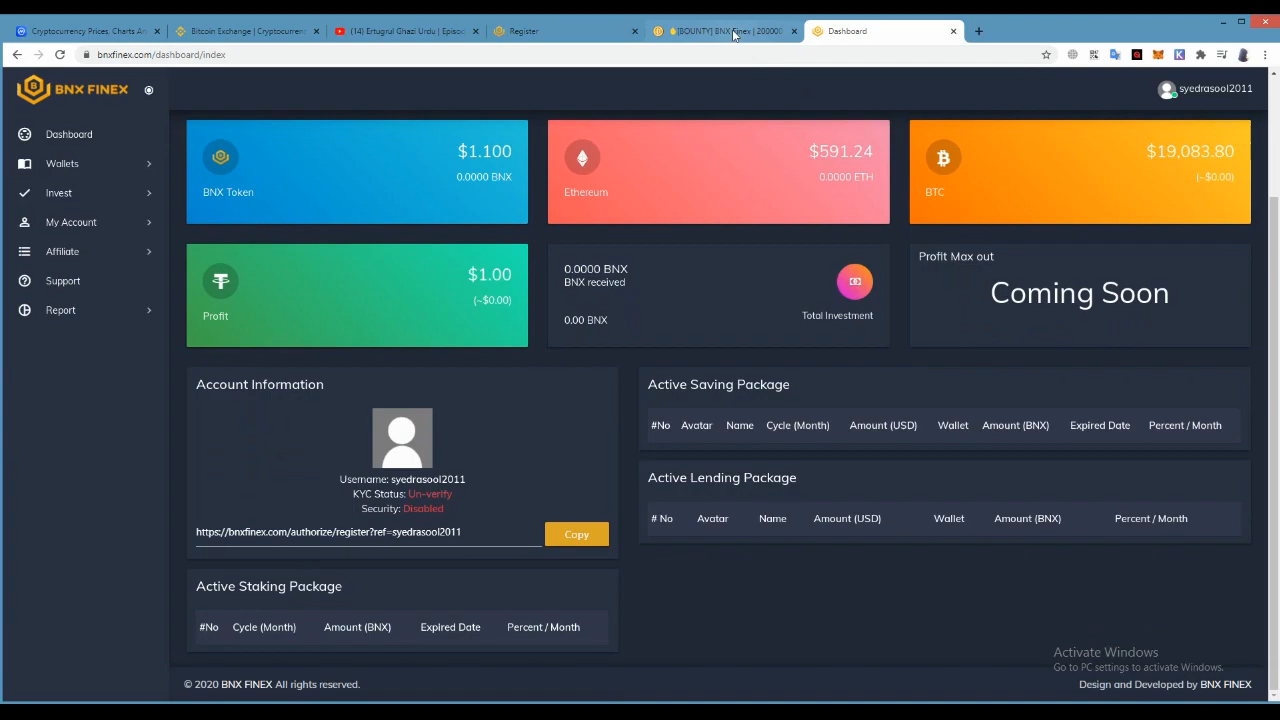 Cryptocurrency Prices, Charts An
Bitcoin Exchange | Cryptocurren
(14) Ertugrul Ghazi Urdu | Episod
Register
[BOUNTY] BNX Finex | 200000
Dashboard
bnxfinex.com/dashboard/index
BNX FINEX
syedrasool2011
Dashboard
Wallets
Invest
My Account
Affiliate
Support
Report
$1.100
0.0000 BNX
BNX Token
$591.24
0.0000 ETH
Ethereum
$19,083.80
(~$0.00)
BTC
$1.00
(~$0.00)
Profit
0.0000 BNX
BNX received
0.00 BNX
Total Investment
Profit Max out
Coming Soon
Account Information
Username: syedrasool2011
KYC Status: Un-verify
Security: Disabled
https://bnxfinex.com/authorize/register?ref=syedrasool2011
Copy
Active Saving Package
#No Avatar Name Cycle (Month) Amount (USD) Wallet Amount (BNX) Expired Date Percent / Month
Active Lending Package
# No Avatar Name Amount (USD) Wallet Amount (BNX) Percent / Month
Active Staking Package
#No Cycle (Month) Amount (BNX) Expired Date Percent / Month
Activate Windows
Go to PC settings to activate Windows.
© 2020 BNX FINEX All rights reserved.
Design and Developed by BNX FINEX